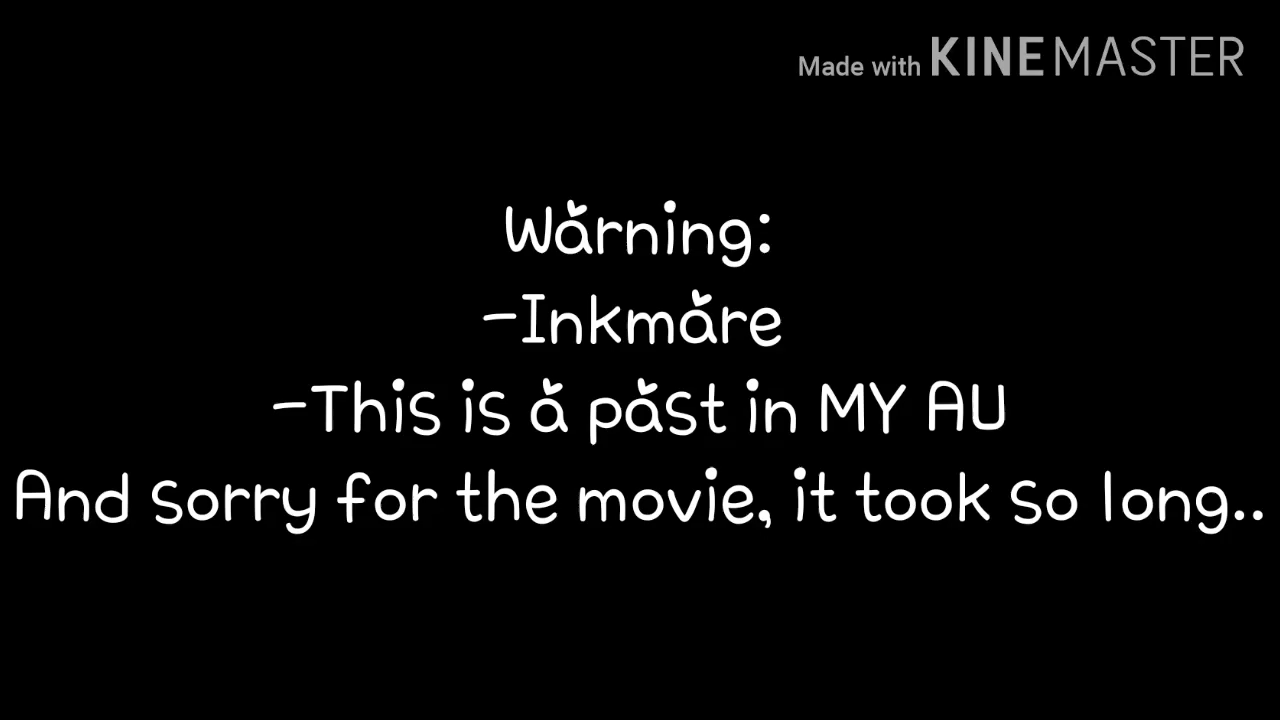 Made with KINEMASTER
Warning:
-Inkmare
-This is a past in MY AU
And sorry for the movie, it took so long..